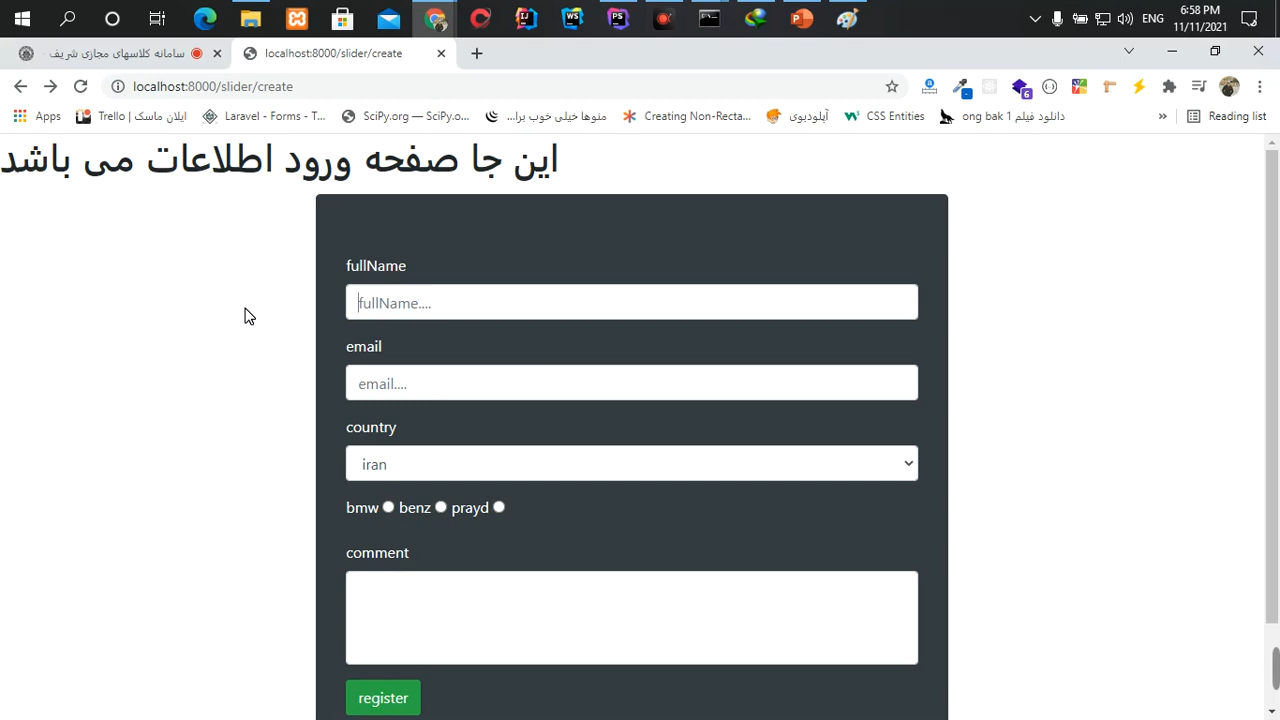 ENG
6:58 PM
11/11/2021
سامانه کلاسهای مجازی شریف
localhost:8000/slider/create
localhost:8000/slider/create
Apps
Trello | ایلان ماسک
Laravel - Forms - T...
SciPy.org — SciPy.o...
منوها خیلی خوب برا...
Creating Non-Recta...
آپلودبوی
CSS Entities
دانلود فیلم ong bak 1
»
Reading list
6
این جا صفحه ورود اطلاعات می باشد
fullName
fullName....
email
email....
country
iran
bmw benz prayd
comment
register